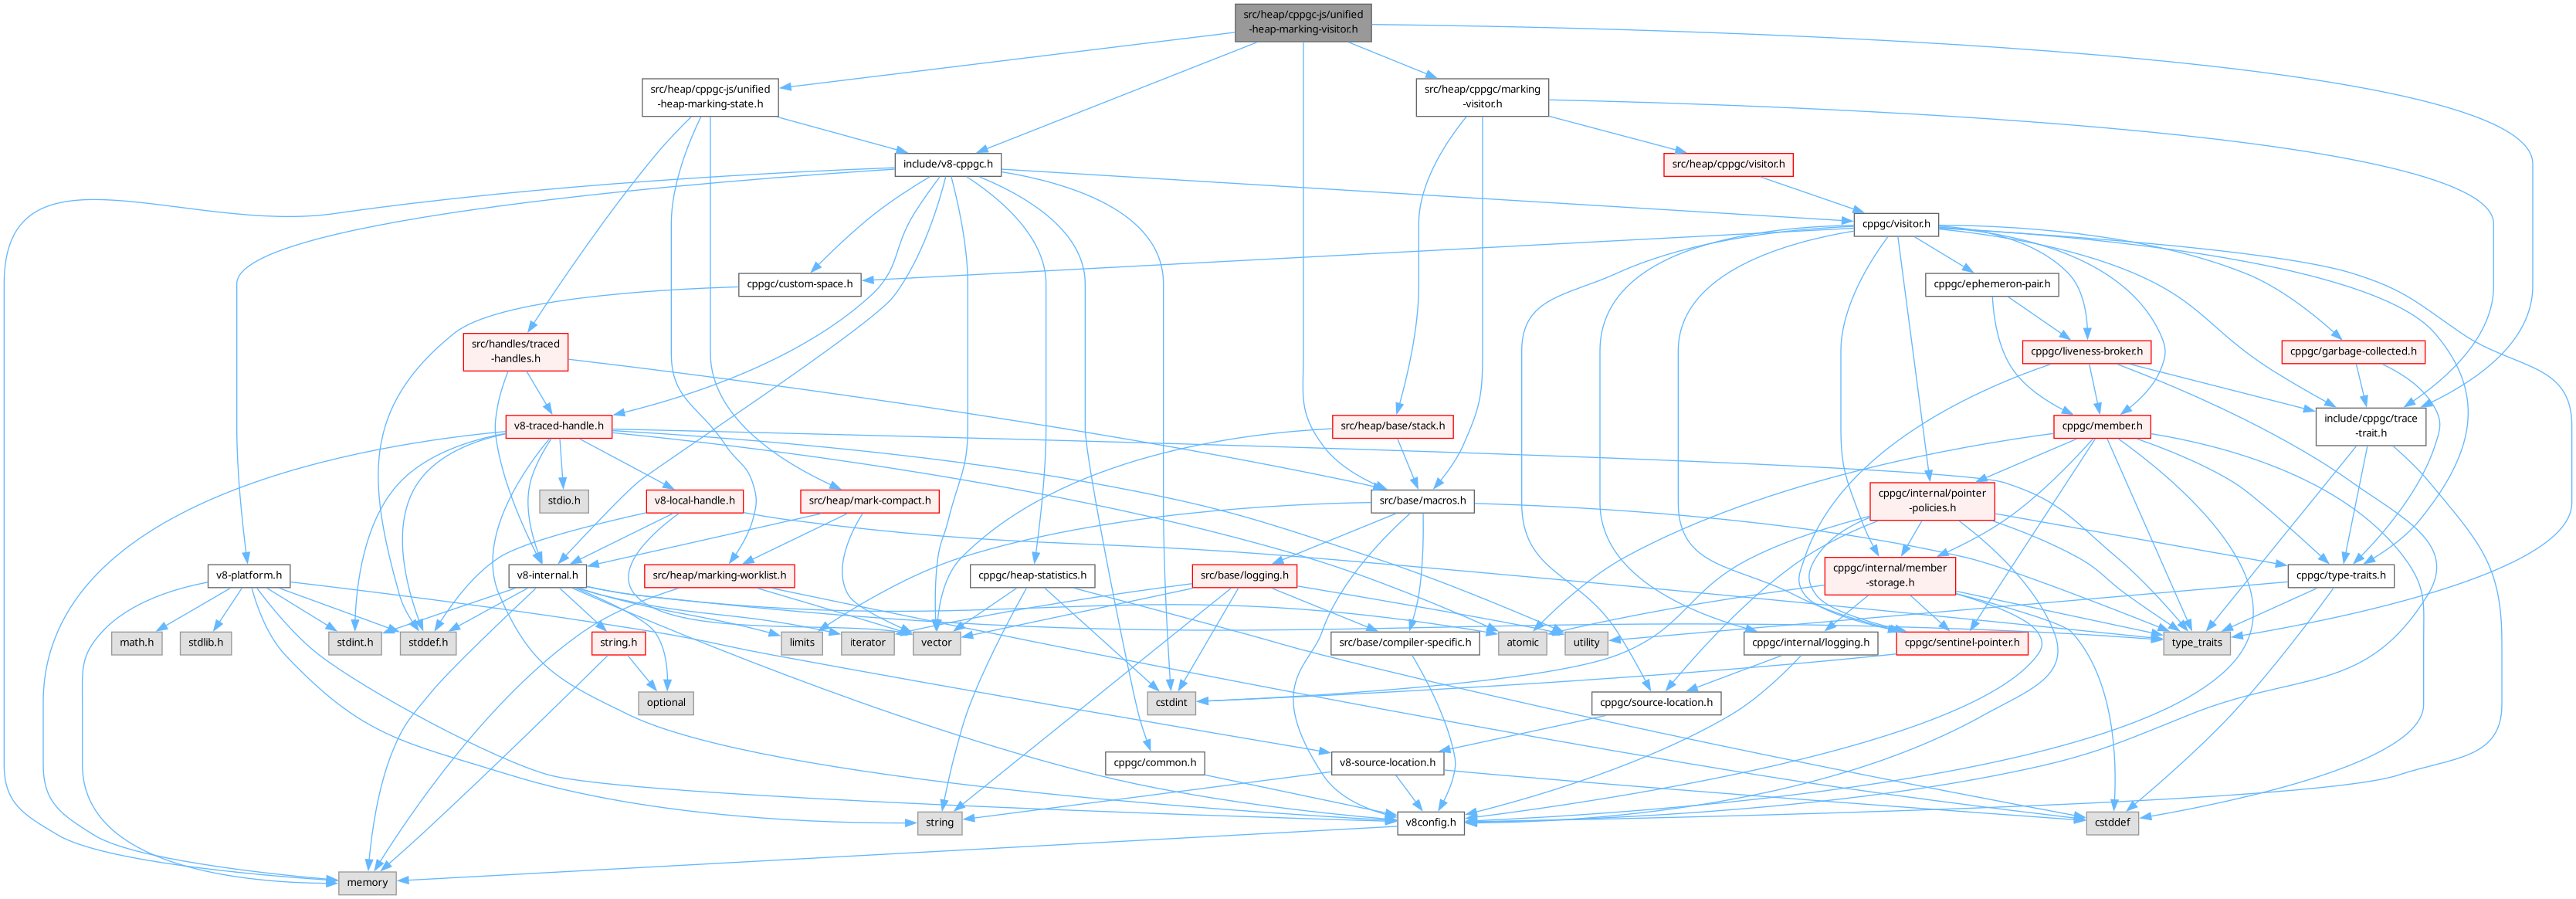 src/heap/cppgc-js/unified
-heap-marking-visitor.h
src/heap/cppgc-js/unified
-heap-marking-state.h
src/heap/cppgc/marking
-visitor.h
include/v8-cppgc.h
src/heap/cppgc/visitor.h
cppgc/visitor.h
cppgc/custom-space.h
cppgc/ephemeron-pair.h
src/handles/traced
-handles.h
cppgc/liveness-broker.h
cppgc/garbage-collected.h
v8-traced-handle.h
src/heap/base/stack.h
cppgc/member.h
include/cppgc/trace
-trait.h
stdio.h
v8-local-handle.h
src/heap/mark-compact.h
src/base/macros.h
cppgc/internal/pointer
-policies.h
v8-platform.h
v8-internal.h
src/heap/marking-worklist.h
cppgc/heap-statistics.h
src/base/logging.h
cppgc/internal/member
-storage.h
cppgc/type-traits.h
math.h
stdlib.h
stdint.h
stddef.h
string.h
limits
iterator
vector
src/base/compiler-specific.h
atomic
utility
cppgc/internal/logging.h
cppgc/sentinel-pointer.h
type_traits
optional
cstdint
cppgc/source-location.h
cppgc/common.h
v8-source-location.h
string
v8config.h
cstddef
memory